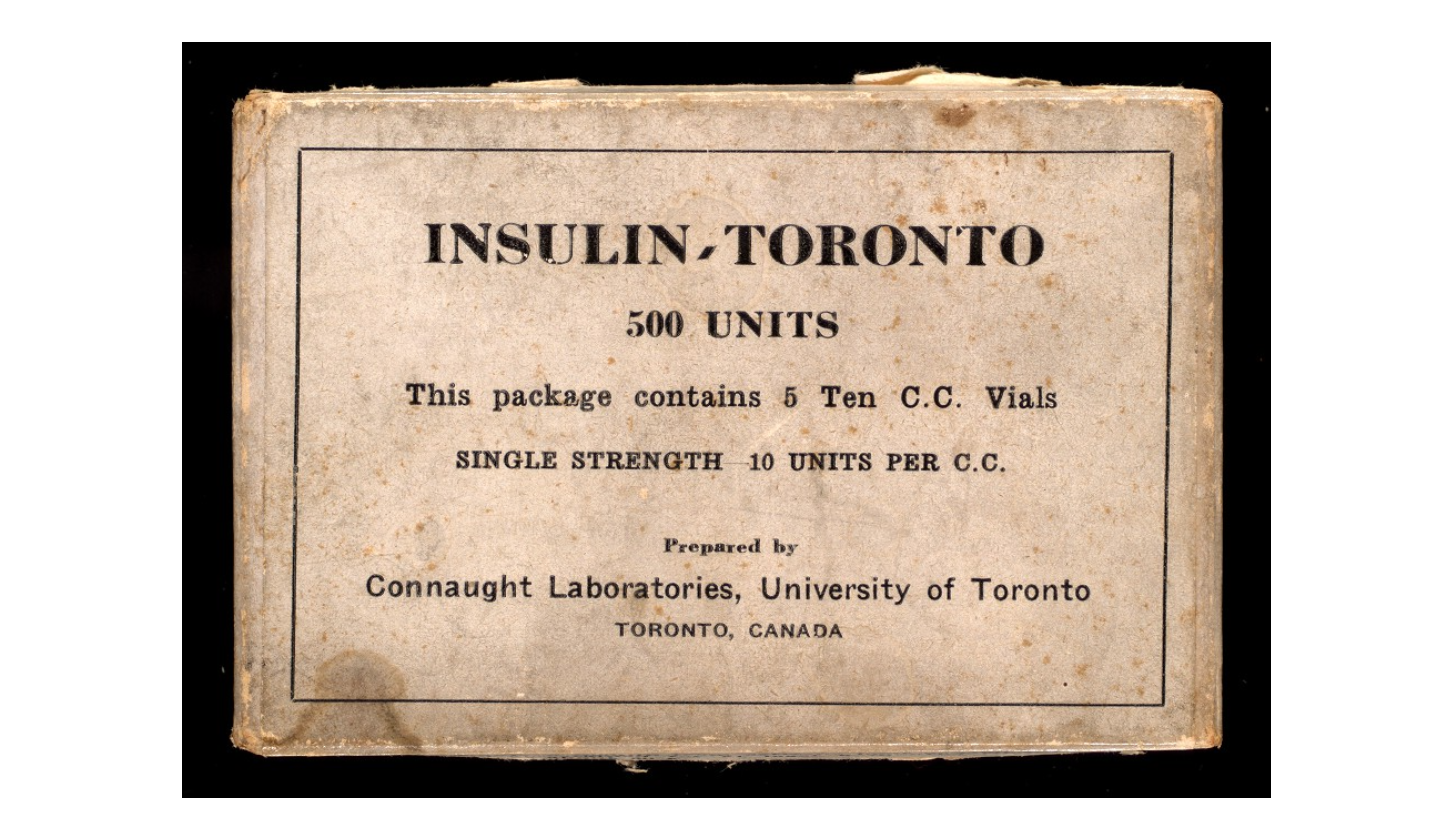 INSULIN-TORONTO
500 UNITS
This package contains 5 Ten C.C. Vials
SINGLE STRENGTH—10 UNITS PER C.C.
Prepared by
Connaught Laboratories, University of Toronto
TORONTO, CANADA